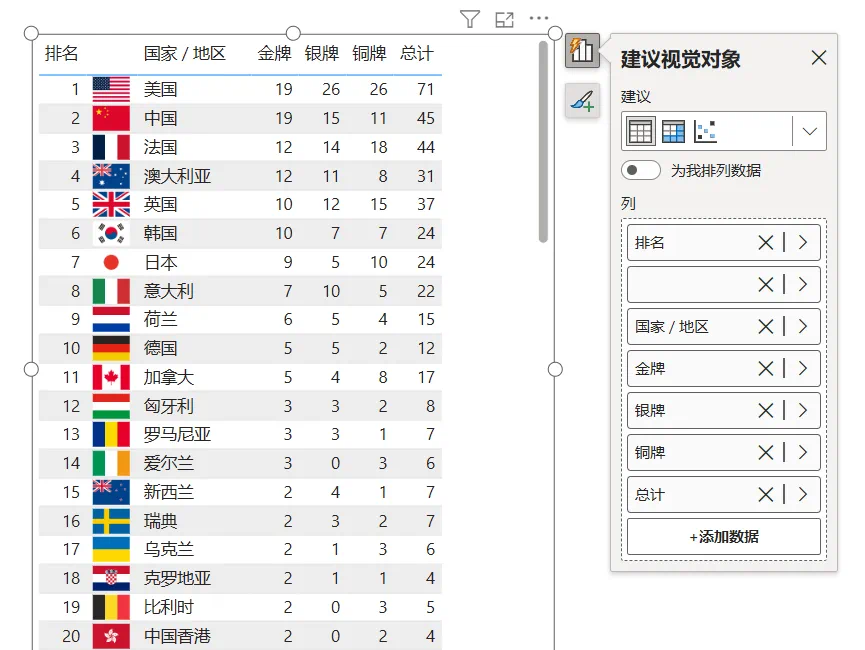 排名 国家 / 地区 金牌 银牌 铜牌 总计
1 美国 19 26 26 71
2 中国 19 15 11 45
3 法国 12 14 18 44
4 澳大利亚 12 11 8 31
5 英国 10 12 15 37
6 韩国 10 7 7 24
7 日本 9 5 10 24
8 意大利 7 10 5 22
9 荷兰 6 5 4 15
10 德国 5 5 2 12
11 加拿大 5 4 8 17
12 匈牙利 3 3 2 8
13 罗马尼亚 3 3 1 7
14 爱尔兰 3 0 3 6
15 新西兰 2 4 1 7
16 瑞典 2 3 2 7
17 乌克兰 2 1 3 6
18 克罗地亚 2 1 1 4
19 比利时 2 0 3 5
20 中国香港 2 0 2 4
建议视觉对象
建议
为我排列数据
列
排名
国家 / 地区
金牌
银牌
铜牌
总计
+添加数据